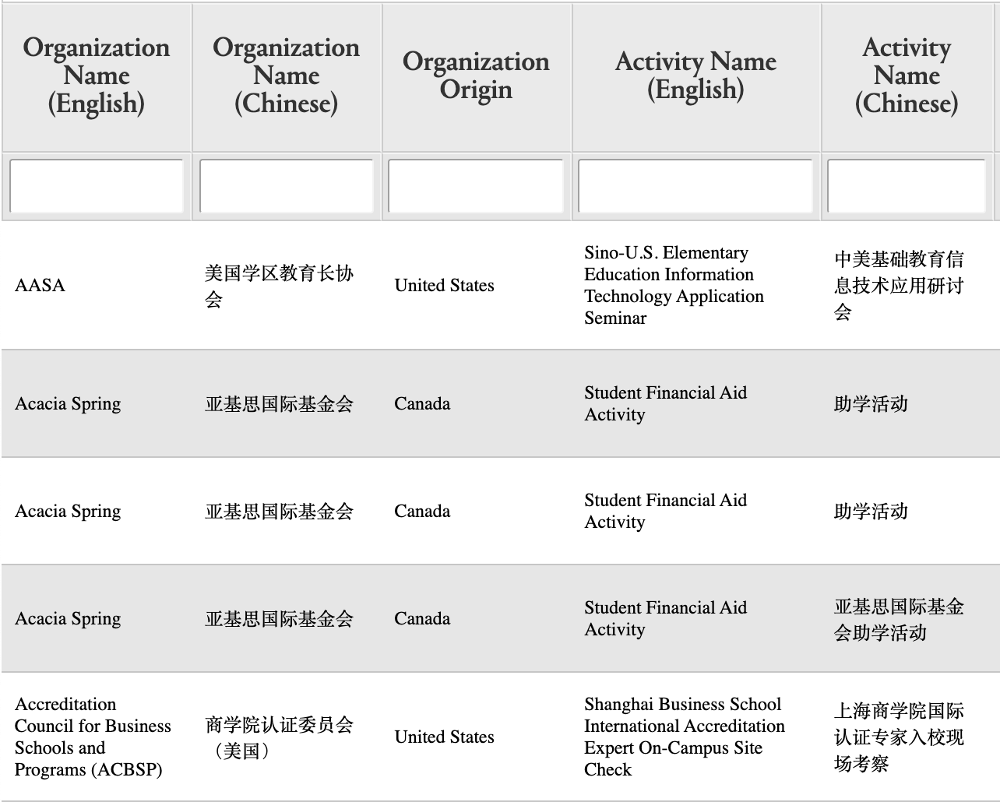 Organization
Name
(English)
Organization
Name
(Chinese)
Organization
Origin
Activity Name
(English)
Activity
Name
(Chinese)
AASA
美国学区教育长协
会
United States
Sino-U.S. Elementary
Education Information
Technology Application
Seminar
中美基础教育信
息技术应用研讨
会
Acacia Spring
亚基思国际基金会
Canada
Student Financial Aid
Activity
助学活动
Acacia Spring
亚基思国际基金会
Canada
Student Financial Aid
Activity
助学活动
Acacia Spring
亚基思国际基金会
Canada
Student Financial Aid
Activity
亚基思国际基金
会助学活动
Accreditation
Council for Business
Schools and
Programs (ACBSP)
商学院认证委员会
（美国）
United States
Shanghai Business School
International Accreditation
Expert On-Campus Site
Check
上海商学院国际
认证专家入校现
场考察